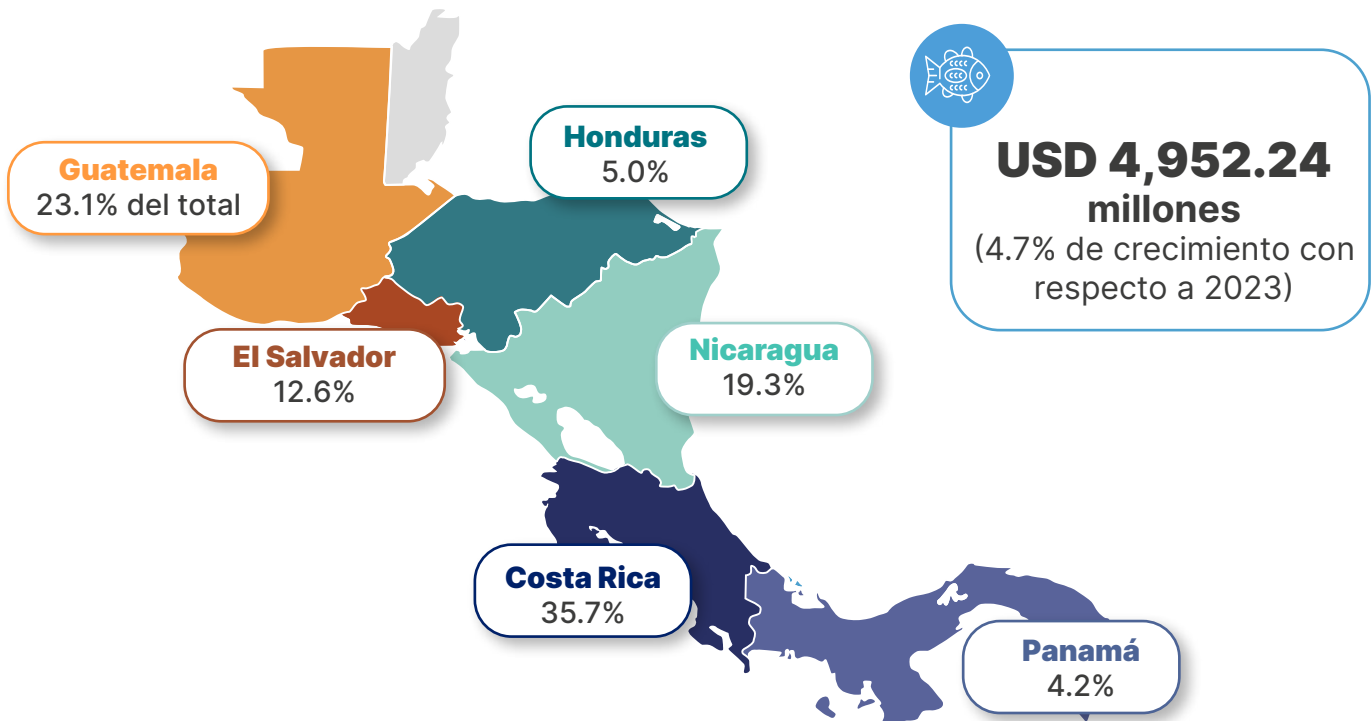 Honduras
5.0%
Guatemala
23.1% del total
USD 4,952.24
millones
(4.7% de crecimiento con
respecto a 2023)
El Salvador
12.6%
Nicaragua
19.3%
Costa Rica
35.7%
Panamá
4.2%